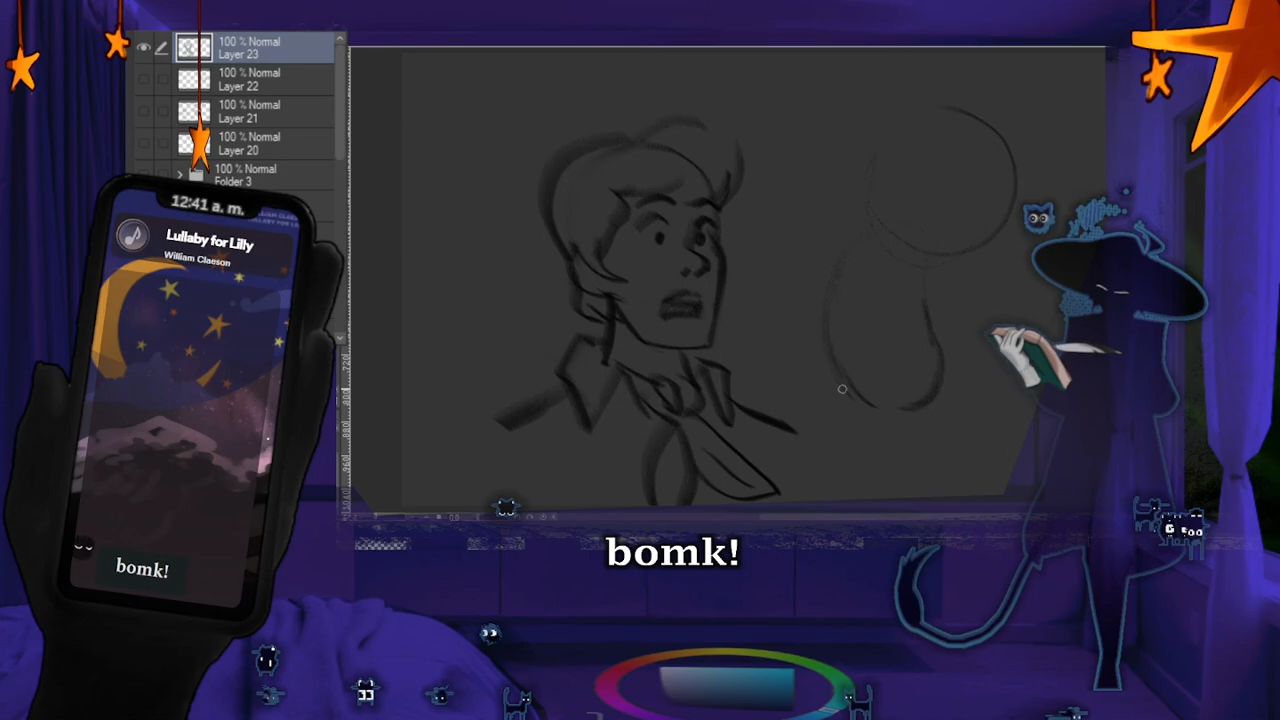 100 % Normal
Layer 23
100 % Normal
Layer 22
100 % Normal
Layer 21
100 % Normal
Layer 20
100 % Normal
Folder 3
12:41 a. m.
Lullaby for Lilly
William Claeson
bomk!
bomk!